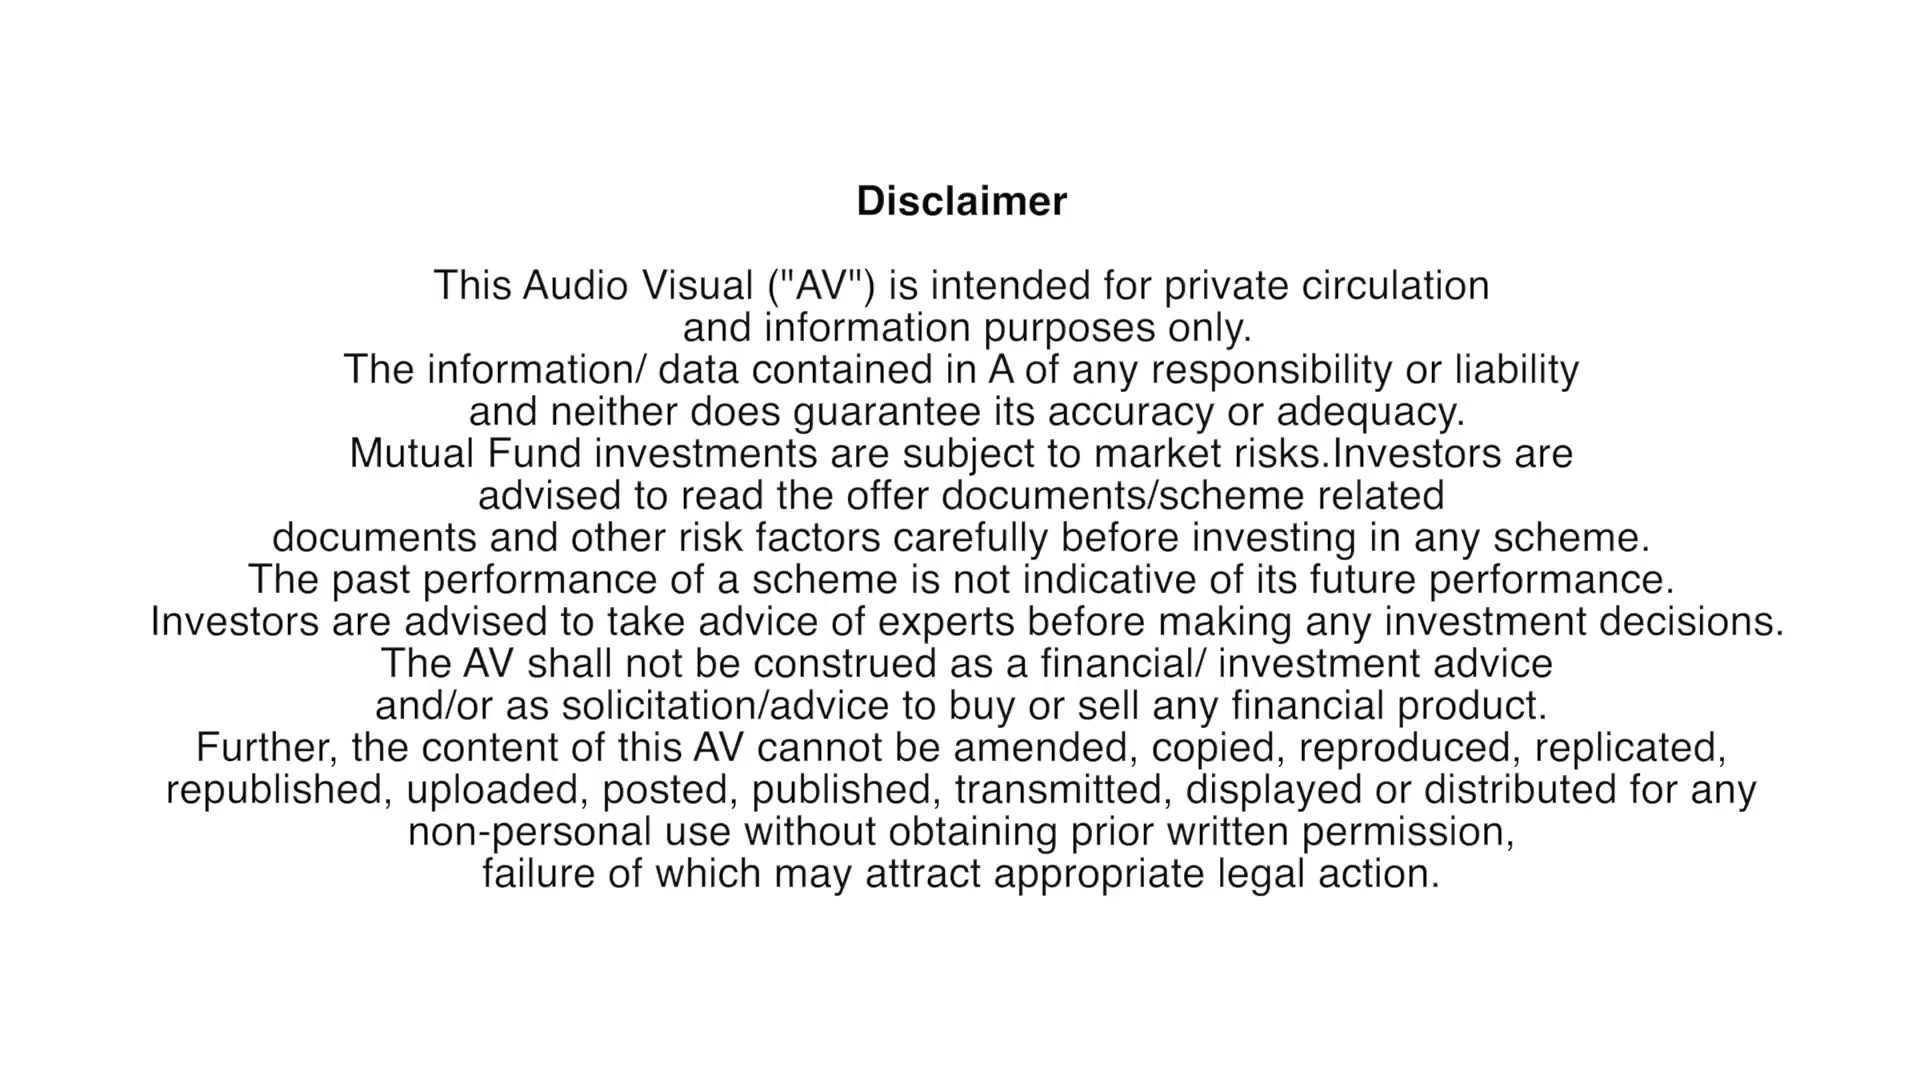 Disclaimer
This Audio Visual ("AV") is intended for private circulation
and information purposes only.
The information/ data contained in A of any responsibility or liability
and neither does guarantee its accuracy or adequacy.
Mutual Fund investments are subject to market risks.Investors are
advised to read the offer documents/scheme related
documents and other risk factors carefully before investing in any scheme.
The past performance of a scheme is not indicative of its future performance.
Investors are advised to take advice of experts before making any investment decisions.
The AV shall not be construed as a financial/ investment advice
and/or as solicitation/advice to buy or sell any financial product.
Further, the content of this AV cannot be amended, copied, reproduced, replicated,
republished, uploaded, posted, published, transmitted, displayed or distributed for any
non-personal use without obtaining prior written permission,
failure of which may attract appropriate legal action.